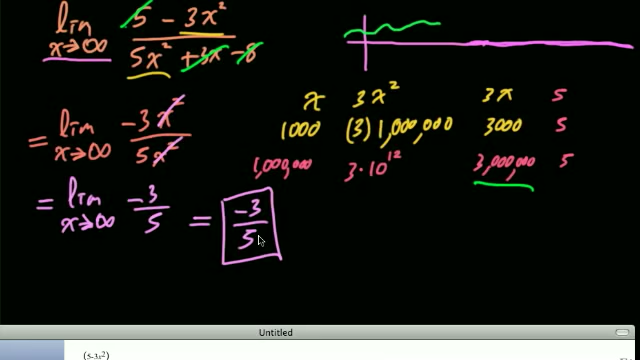 lim x→∞ 5 - 3x² / 5x² + 3x - 8
x 3x² 3x 5
= lim x→∞ -3x² / 5x²
1000 (3) 1,000,000 3000 5
1,000,000 3·10¹² 3,000,000 5
= lim x→∞ -3 / 5 = -3 / 5
Untitled
(5-3x²)